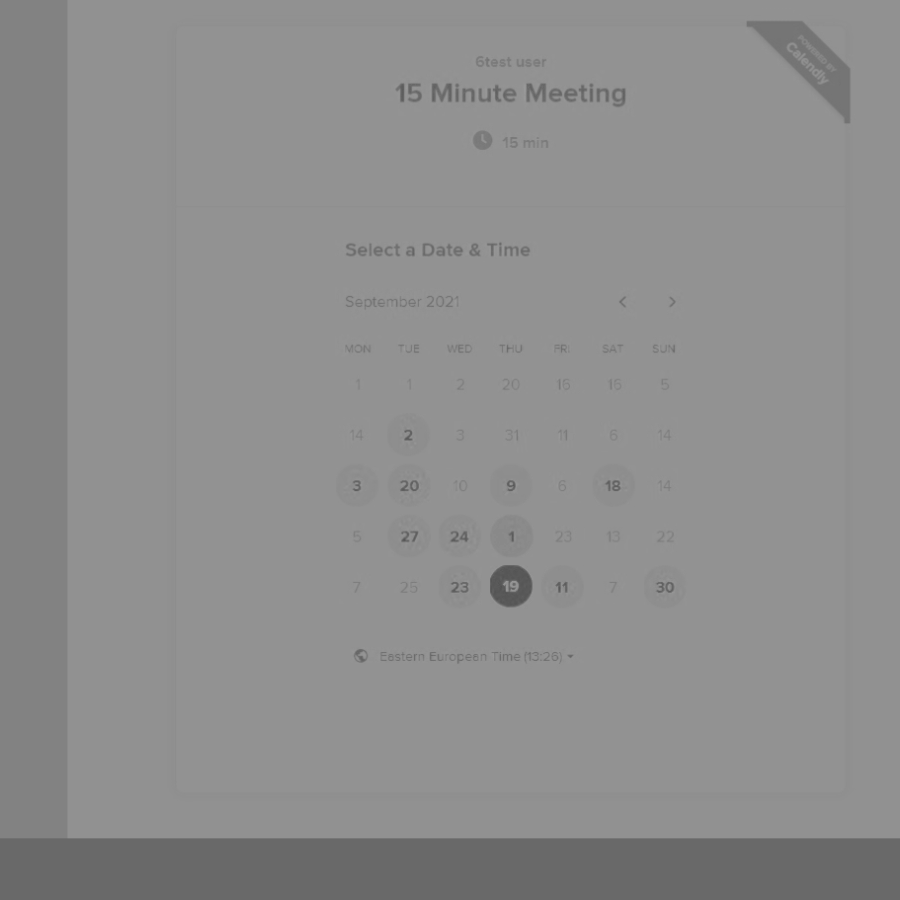 POWERED BY
Calendly
6test user
15 Minute Meeting
15 min
Select a Date & Time
September 2021
MON TUE WED THU FRI SAT SUN
1 1 2 20 16 16 5
14 2 3 31 11 6 14
3 20 10 9 6 18 14
5 27 24 1 23 13 22
7 25 23 19 11 7 30
Eastern European Time (13:26)